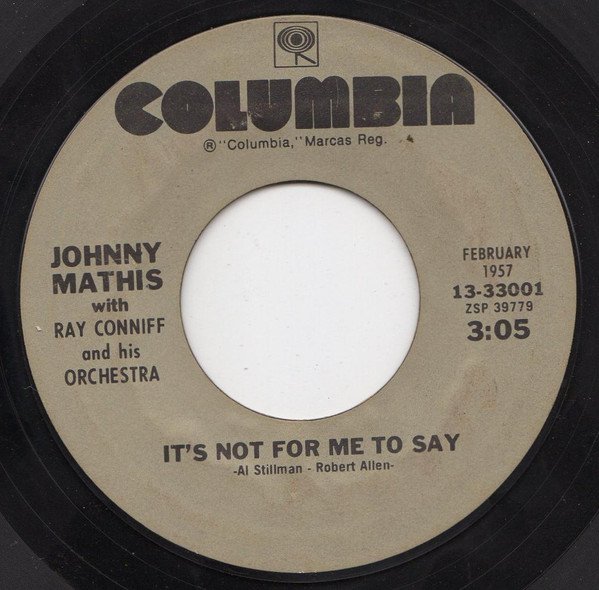 COLUMBIA
®"Columbia," Marcas Reg.
JOHNNY
MATHIS
with
RAY CONNIFF
and his
ORCHESTRA
FEBRUARY
1957
13-33001
ZSP 39779
3:05
IT'S NOT FOR ME TO SAY
-Al Stillman - Robert Allen-